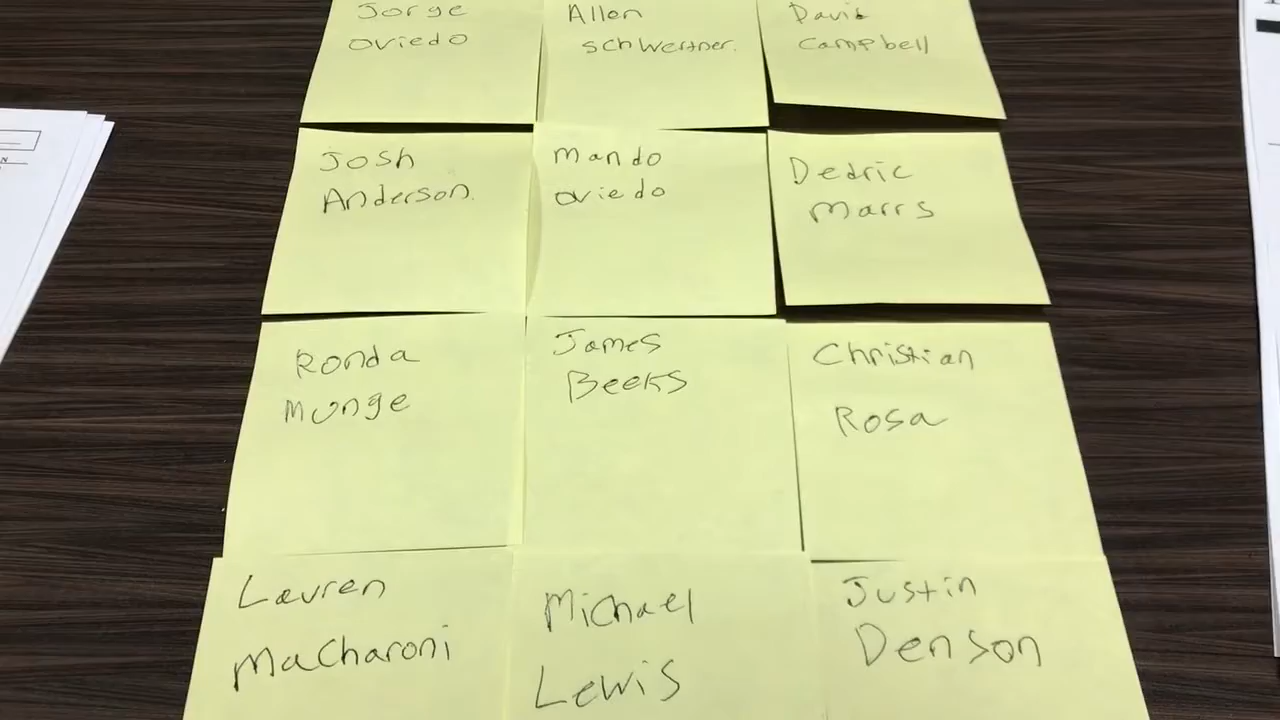 Jorge
oviedo
Allen
schwertner.
David
Campbell
Josh
Anderson.
Mando
oviedo
Dedric
Marrs
Ronda
Munge
James
Beeks
Christian
Rosa
Lauren
MaCharoni
Michael
Lewis
Justin
Denson